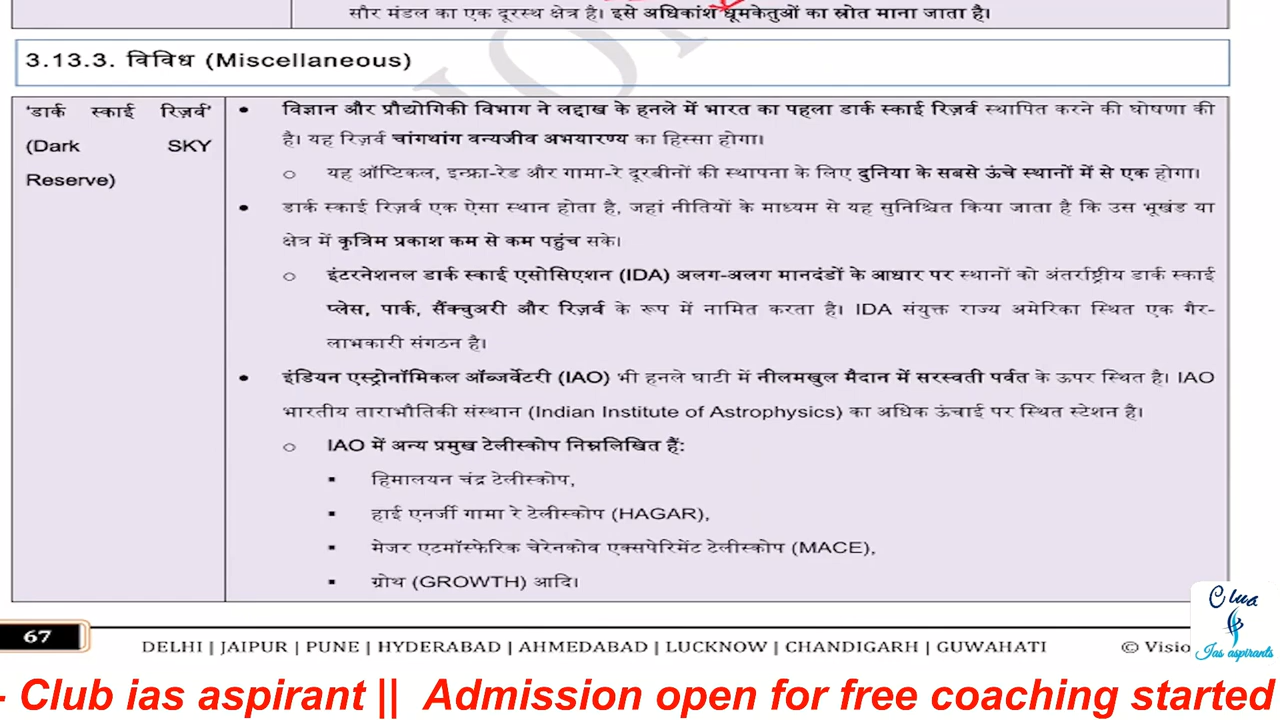 सौर मंडल का एक दूरस्थ क्षेत्र है। इसे अधिकांश धूमकेतुओं का स्रोत माना जाता है।
3.13.3. विविध (Miscellaneous)
'डार्क स्काई रिज़र्व'
(Dark SKY
Reserve)
• विज्ञान और प्रौद्योगिकी विभाग ने लद्दाख के हनले में भारत का पहला डार्क स्काई रिज़र्व स्थापित करने की घोषणा की
है। यह रिज़र्व चांगथांग वन्यजीव अभयारण्य का हिस्सा होगा।
○ यह ऑप्टिकल, इन्फ्रा-रेड और गामा-रे दूरबीनों की स्थापना के लिए दुनिया के सबसे ऊंचे स्थानों में से एक होगा।
• डार्क स्काई रिज़र्व एक ऐसा स्थान होता है, जहां नीतियों के माध्यम से यह सुनिश्चित किया जाता है कि उस भूखंड या
क्षेत्र में कृत्रिम प्रकाश कम से कम पहुंच सके।
○ इंटरनेशनल डार्क स्काई एसोसिएशन (IDA) अलग-अलग मानदंडों के आधार पर स्थानों को अंतर्राष्ट्रीय डार्क स्काई
प्लेस, पार्क, सैंक्चुअरी और रिज़र्व के रूप में नामित करता है। IDA संयुक्त राज्य अमेरिका स्थित एक गैर-
लाभकारी संगठन है।
• इंडियन एस्ट्रोनॉमिकल ऑब्जर्वेटरी (IAO) भी हनले घाटी में नीलमखुल मैदान में सरस्वती पर्वत के ऊपर स्थित है। IAO
भारतीय ताराभौतिकी संस्थान (Indian Institute of Astrophysics) का अधिक ऊंचाई पर स्थित स्टेशन है।
○ IAO में अन्य प्रमुख टेलीस्कोप निम्नलिखित हैं:
▪ हिमालयन चंद्र टेलीस्कोप,
▪ हाई एनर्जी गामा रे टेलीस्कोप (HAGAR),
▪ मेजर एटमॉस्फेरिक चेरेनकोव एक्सपेरिमेंट टेलीस्कोप (MACE),
▪ ग्रोथ (GROWTH) आदि।
67
DELHI | JAIPUR | PUNE | HYDERABAD | AHMEDABAD | LUCKNOW | CHANDIGARH | GUWAHATI
© Visio
Club
Ias aspirants
- Club ias aspirant || Admission open for free coaching started